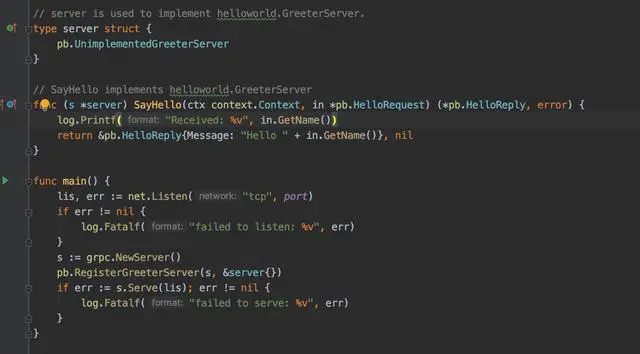 // server is used to implement helloworld.GreeterServer.
type server struct {
    pb.UnimplementedGreeterServer
}
// SayHello implements helloworld.GreeterServer
func (s *server) SayHello(ctx context.Context, in *pb.HelloRequest) (*pb.HelloReply, error) {
    log.Printf( format: "Received: %v", in.GetName())
    return &pb.HelloReply{Message: "Hello " + in.GetName()}, nil
}
func main() {
    lis, err := net.Listen( network: "tcp", port)
    if err != nil {
        log.Fatalf( format: "failed to listen: %v", err)
    }
    s := grpc.NewServer()
    pb.RegisterGreeterServer(s, &server{})
    if err := s.Serve(lis); err != nil {
        log.Fatalf( format: "failed to serve: %v", err)
    }
}